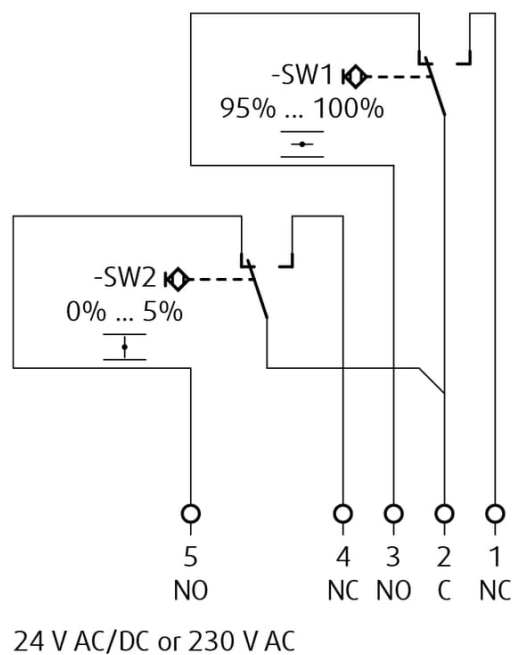 -SW1
95% ... 100%
-SW2
0% ... 5%
5 4 3 2 1
NO NC NO C NC
24 V AC/DC or 230 V AC